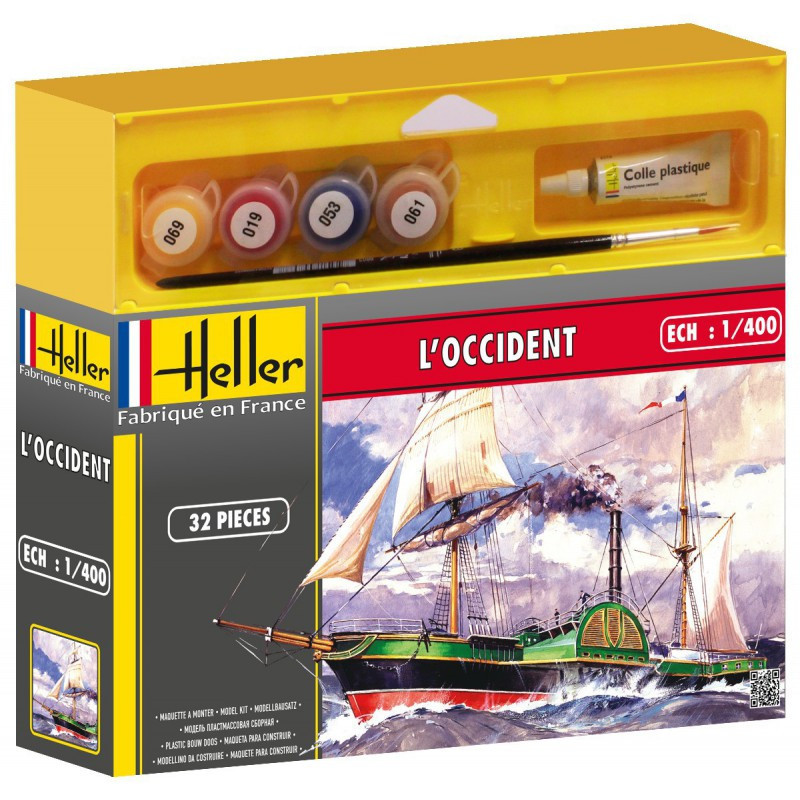 069
019
053
061
Heller
Colle plastique
L'OCCIDENT
ECH : 1/400
Heller
Fabriqué en France
Heller
Fabriqué en France
L'OCCIDENT
ECH : 1/400
32 PIECES
• MAQUETTE A MONTER • MODEL KIT • MODELLBAUSATZ •
• МОДЕЛЬ ПЛАСТМАССОВАЯ СБОРНАЯ •
• PLASTIC BOUW DOOS • MAQUETA PARA CONSTRUIR •
• MODELLINO DA COSTRUIRE • MAQUETE PARA CONSTRUIR •